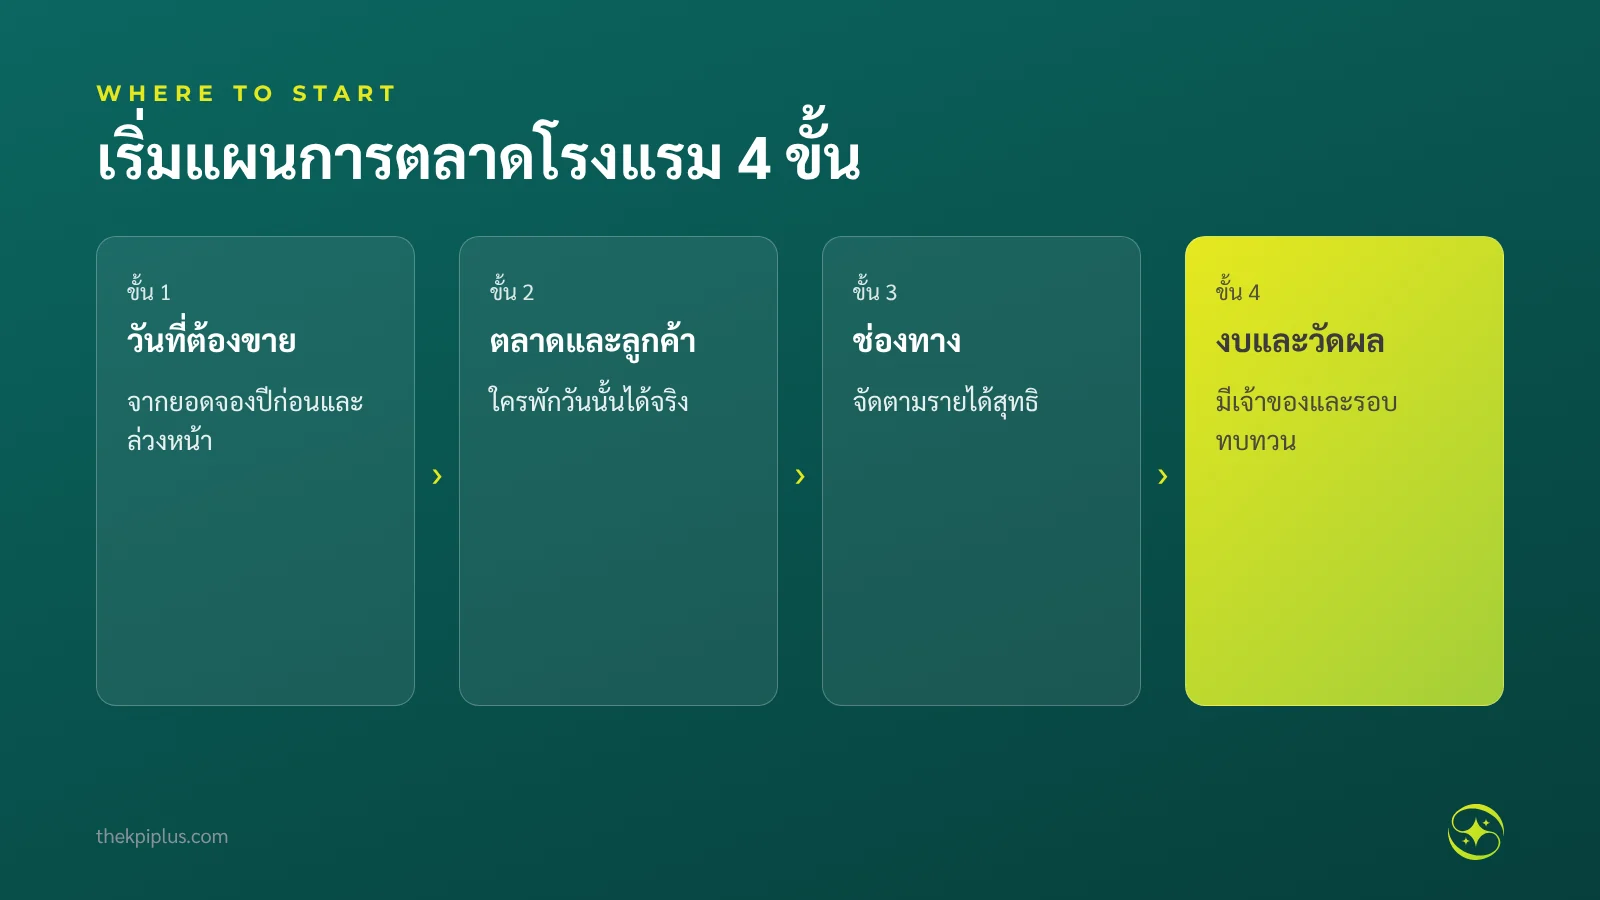 WHERE TO START
เริ่มแผนการตลาดโรงแรม 4 ขั้น
ขั้น 1
วันที่ต้องขาย
จากยอดจองปีก่อนและ
ล่วงหน้า
›
ขั้น 2
ตลาดและลูกค้า
ใครพักวันนั้นได้จริง
›
ขั้น 3
ช่องทาง
จัดตามรายได้สุทธิ
›
ขั้น 4
งบและวัดผล
มีเจ้าของและรอบ
ทบทวน
thekpiplus.com